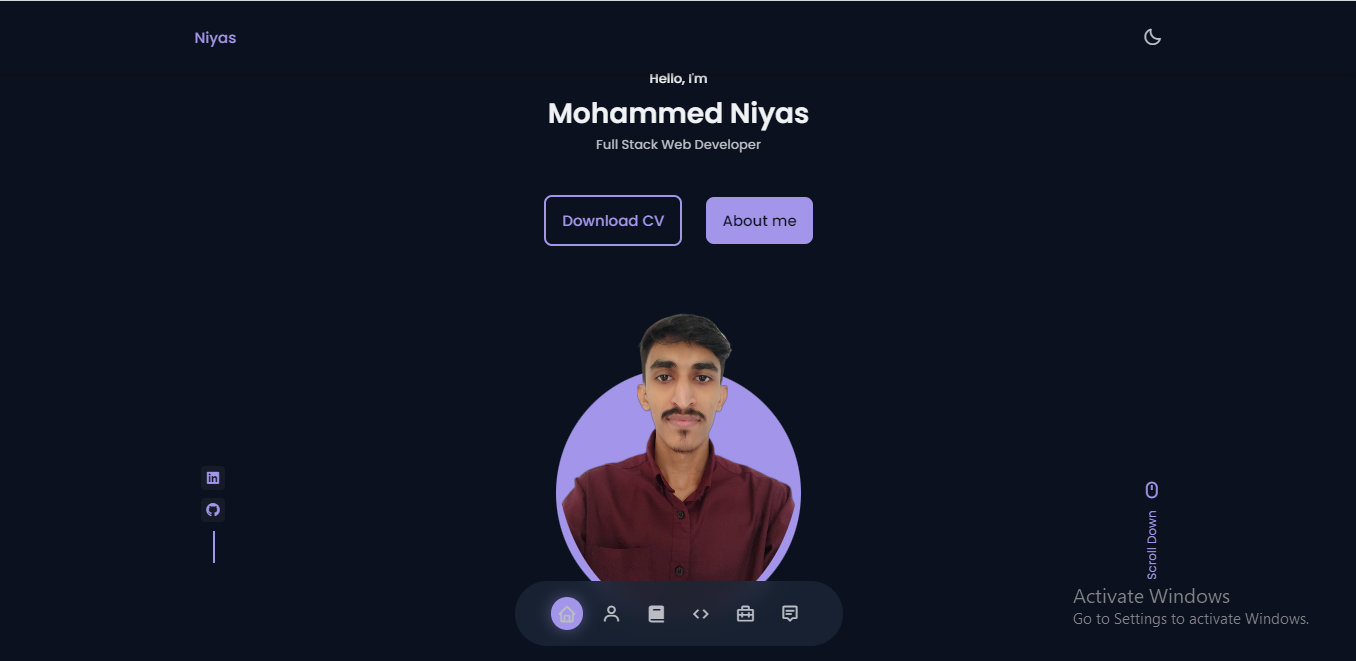 Niyas
Hello, I'm
Mohammed Niyas
Full Stack Web Developer
Download CV
About me
Scroll Down
Activate Windows
Go to Settings to activate Windows.